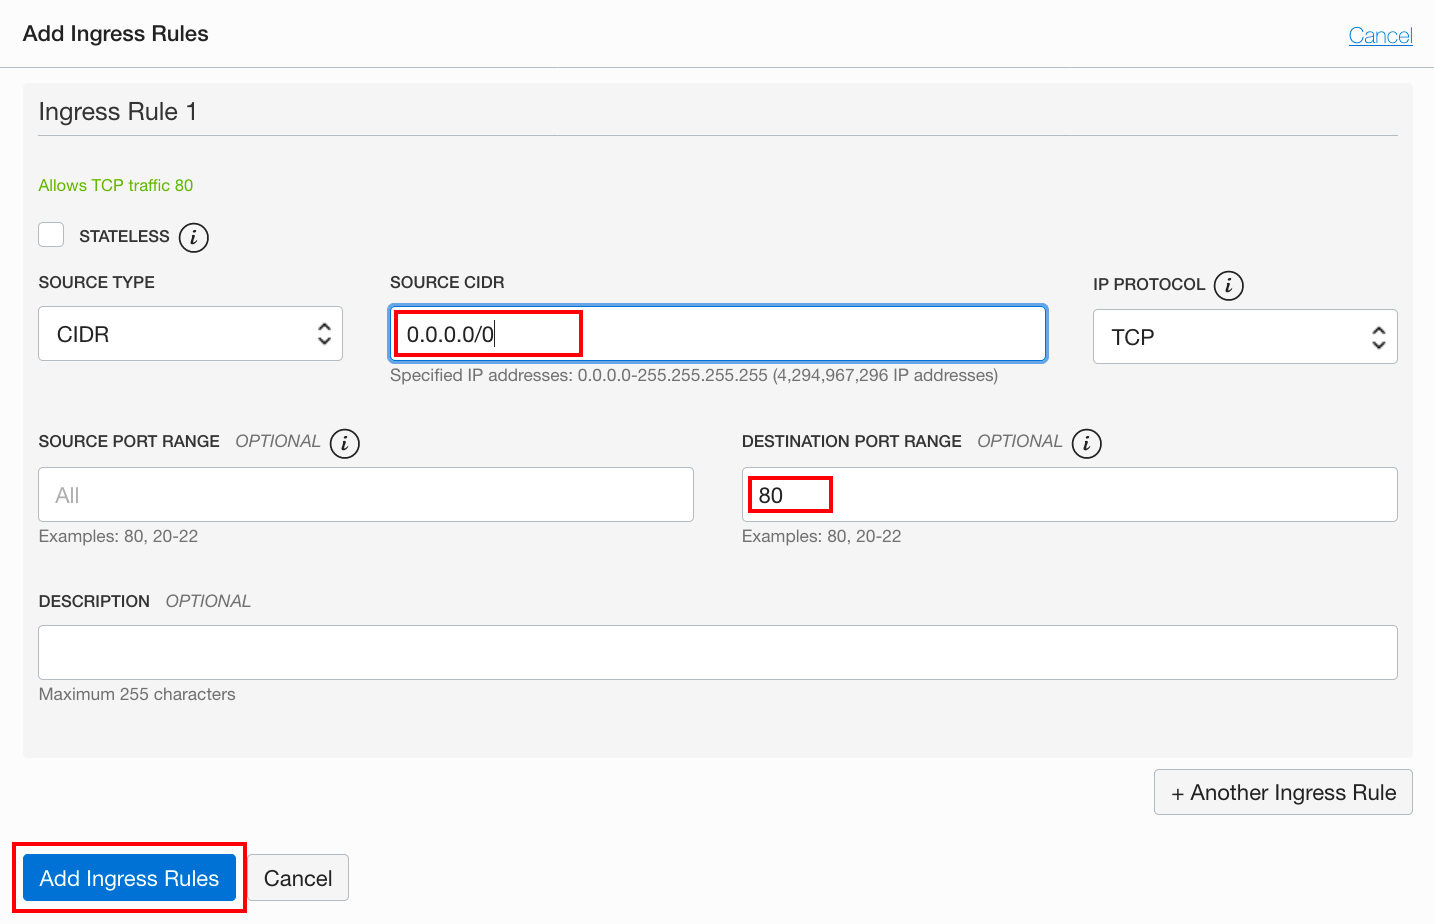 Add Ingress Rules
Cancel
Ingress Rule 1
Allows TCP traffic 80
STATELESS i
SOURCE TYPE
SOURCE CIDR
IP PROTOCOL i
CIDR
0.0.0.0/0
TCP
Specified IP addresses: 0.0.0.0-255.255.255.255 (4,294,967,296 IP addresses)
SOURCE PORT RANGE OPTIONAL i
DESTINATION PORT RANGE OPTIONAL i
All
80
Examples: 80, 20-22
Examples: 80, 20-22
DESCRIPTION OPTIONAL
Maximum 255 characters
+ Another Ingress Rule
Add Ingress Rules
Cancel